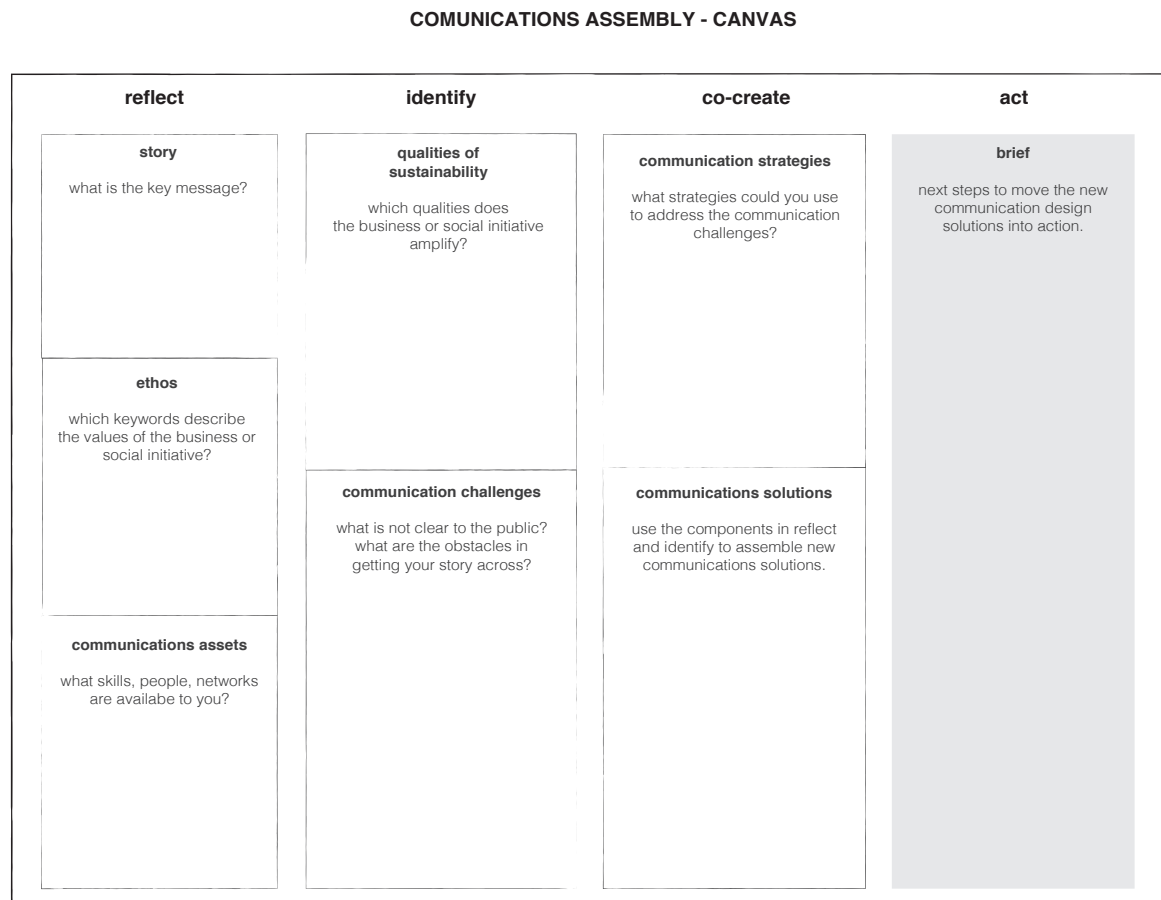 COMUNICATIONS ASSEMBLY - CANVAS
reflect
story
what is the key message?
ethos
which keywords describe
the values of the business or
social initiative?
communications assets
what skills, people, networks
are availabe to you?
identify
qualities of
sustainability
which qualities does
the business or social initiative
amplify?
communication challenges
what is not clear to the public?
what are the obstacles in
getting your story across?
co-create
communication strategies
what strategies could you use
to address the communication
challenges?
communications solutions
use the components in reflect
and identify to assemble new
communications solutions.
act
brief
next steps to move the new
communication design
solutions into action.